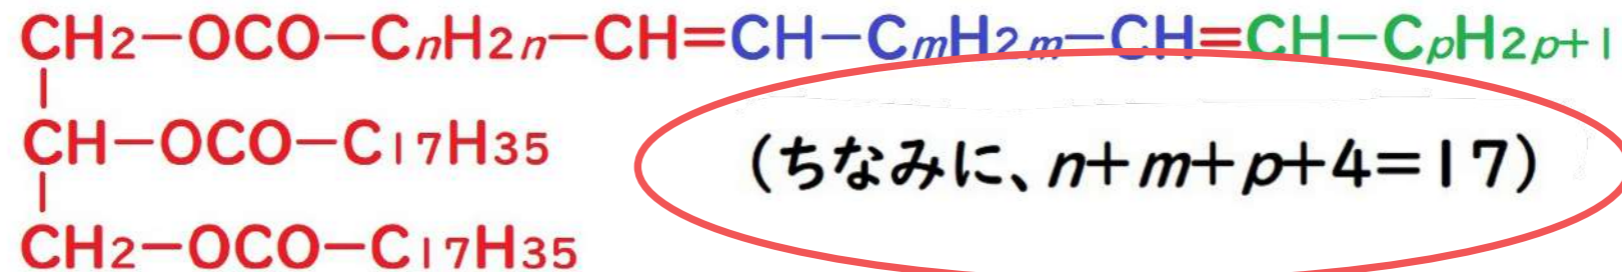 CH2−OCO−CnH2n−CH=CH−CmH2m−CH=CH−CpH2p+1
CH−OCO−C17H35
(ちなみに、n+m+p+4=17)
CH2−OCO−C17H35